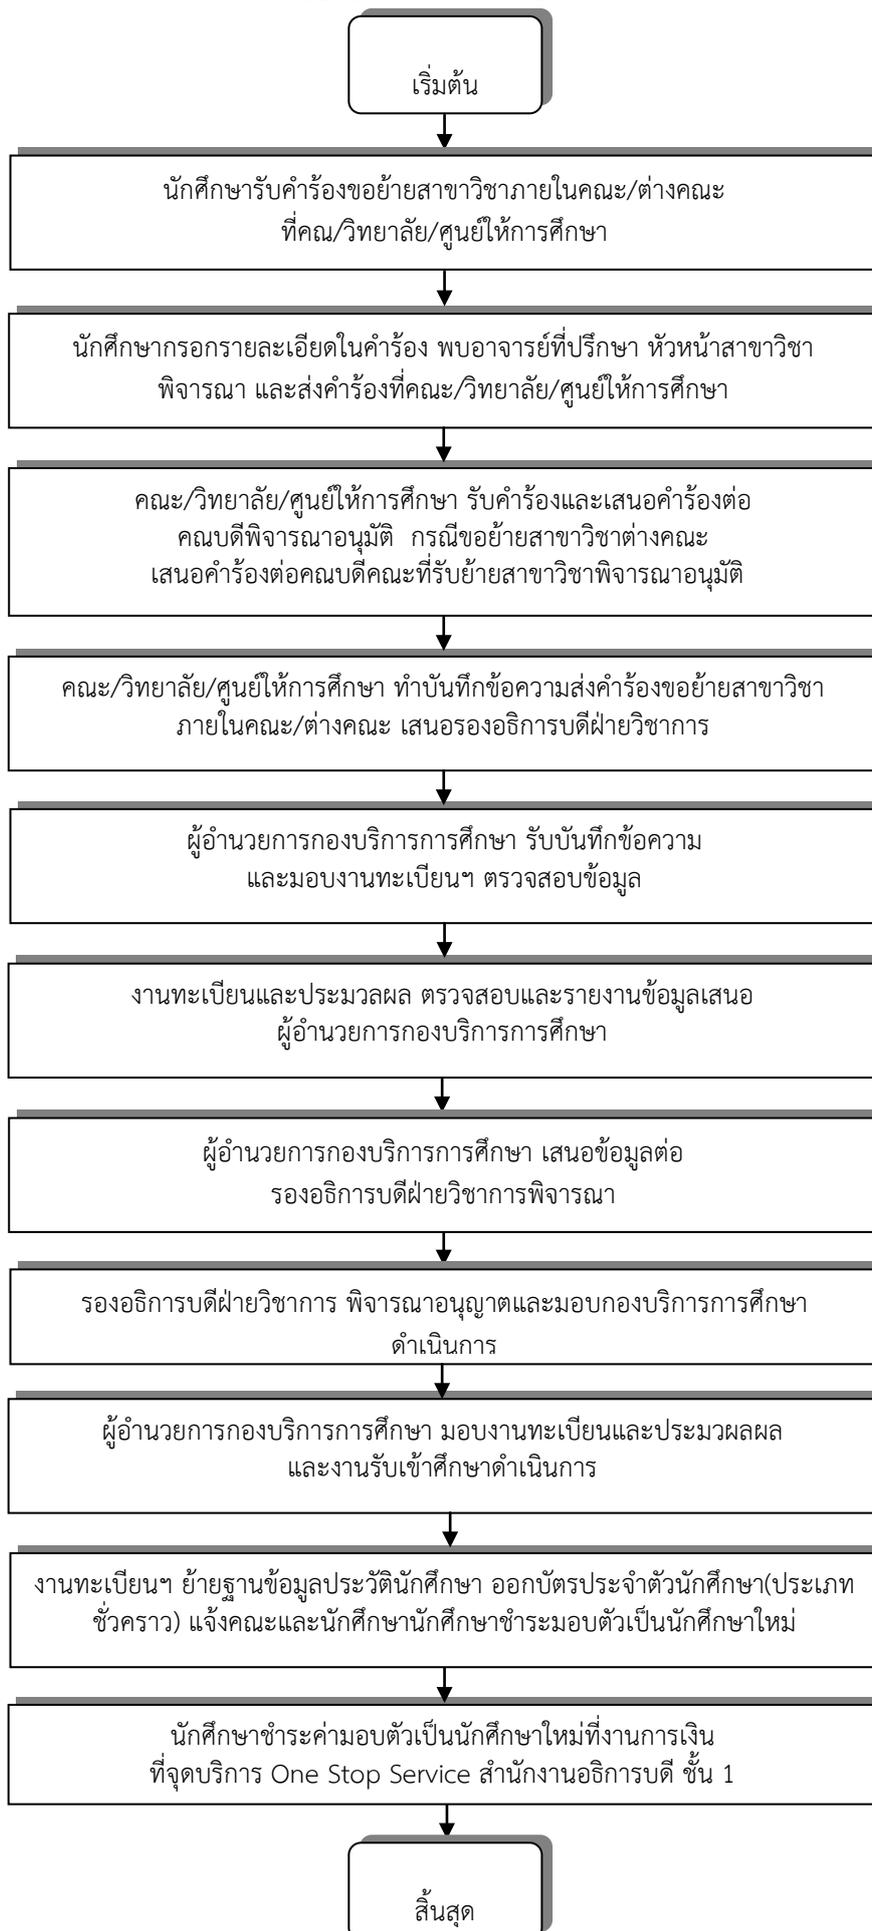 เริ่มต้น
นักศึกษารับคำร้องขอย้ายสาขาวิชาภายในคณะ/ต่างคณะ
ที่คณ/วิทยาลัย/ศูนย์ให้การศึกษา
นักศึกษากรอกรายละเอียดในคำร้อง พบอาจารย์ที่ปรึกษา หัวหน้าสาขาวิชา
พิจารณา และส่งคำร้องที่คณะ/วิทยาลัย/ศูนย์ให้การศึกษา
คณะ/วิทยาลัย/ศูนย์ให้การศึกษา รับคำร้องและเสนอคำร้องต่อ
คณบดีพิจารณาอนุมัติ กรณีขอย้ายสาขาวิชาต่างคณะ
เสนอคำร้องต่อคณบดีคณะที่รับย้ายสาขาวิชาพิจารณาอนุมัติ
คณะ/วิทยาลัย/ศูนย์ให้การศึกษา ทำบันทึกข้อความส่งคำร้องขอย้ายสาขาวิชา
ภายในคณะ/ต่างคณะ เสนอรองอธิการบดีฝ่ายวิชาการ
ผู้อำนวยการกองบริการการศึกษา รับบันทึกข้อความ
และมอบงานทะเบียนฯ ตรวจสอบข้อมูล
งานทะเบียนและประมวลผล ตรวจสอบและรายงานข้อมูลเสนอ
ผู้อำนวยการกองบริการการศึกษา
ผู้อำนวยการกองบริการการศึกษา เสนอข้อมูลต่อ
รองอธิการบดีฝ่ายวิชาการพิจารณา
รองอธิการบดีฝ่ายวิชาการ พิจารณาอนุญาตและมอบกองบริการการศึกษา
ดำเนินการ
ผู้อำนวยการกองบริการการศึกษา มอบงานทะเบียนและประมวผลผล
และงานรับเข้าศึกษาดำเนินการ
งานทะเบียนฯ ย้ายฐานข้อมูลประวัตินักศึกษา ออกบัตรประจำตัวนักศึกษา(ประเภท
ชั่วคราว) แจ้งคณะและนักศึกษานักศึกษาชำระมอบตัวเป็นนักศึกษาใหม่
นักศึกษาชำระค่ามอบตัวเป็นนักศึกษาใหม่ที่งานการเงิน
ที่จุดบริการ One Stop Service สำนักงานอธิการบดี ชั้น 1
สิ้นสุด